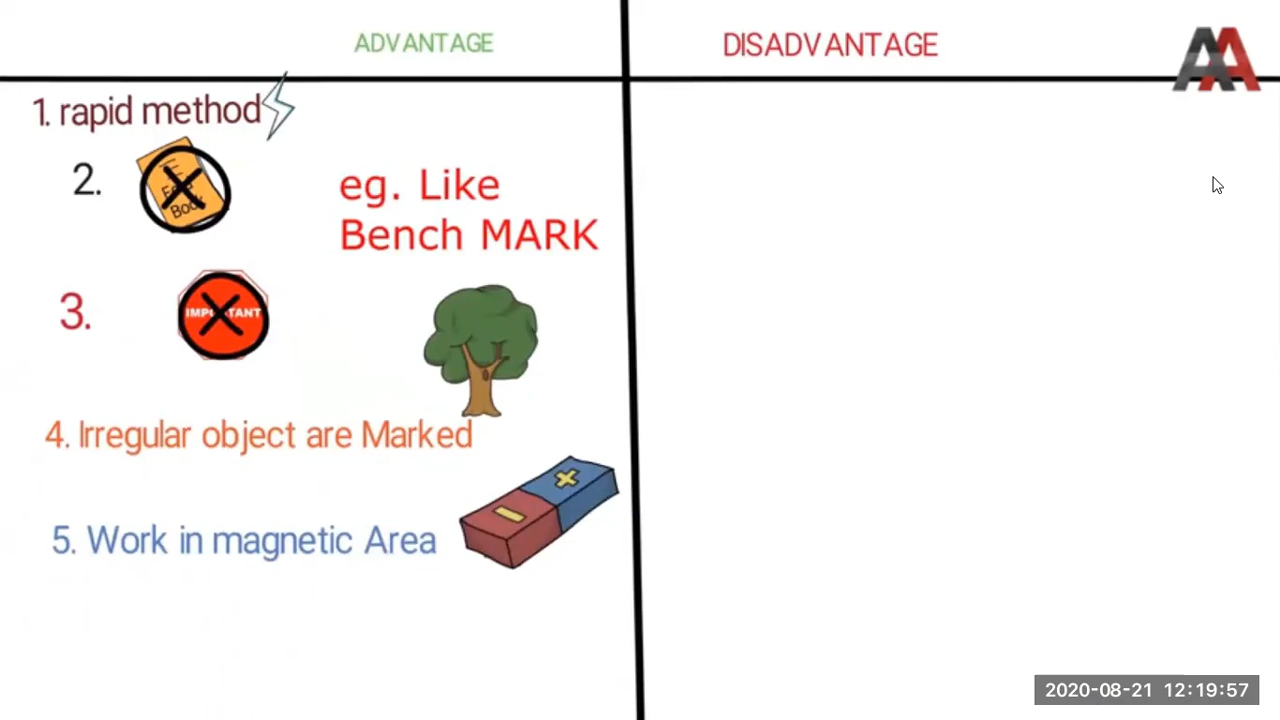 ADVANTAGE
DISADVANTAGE
1. rapid method
2.
Book
eg. Like
Bench MARK
3.
4. Irregular object are Marked
5. Work in magnetic Area
2020-08-21 12:19:57